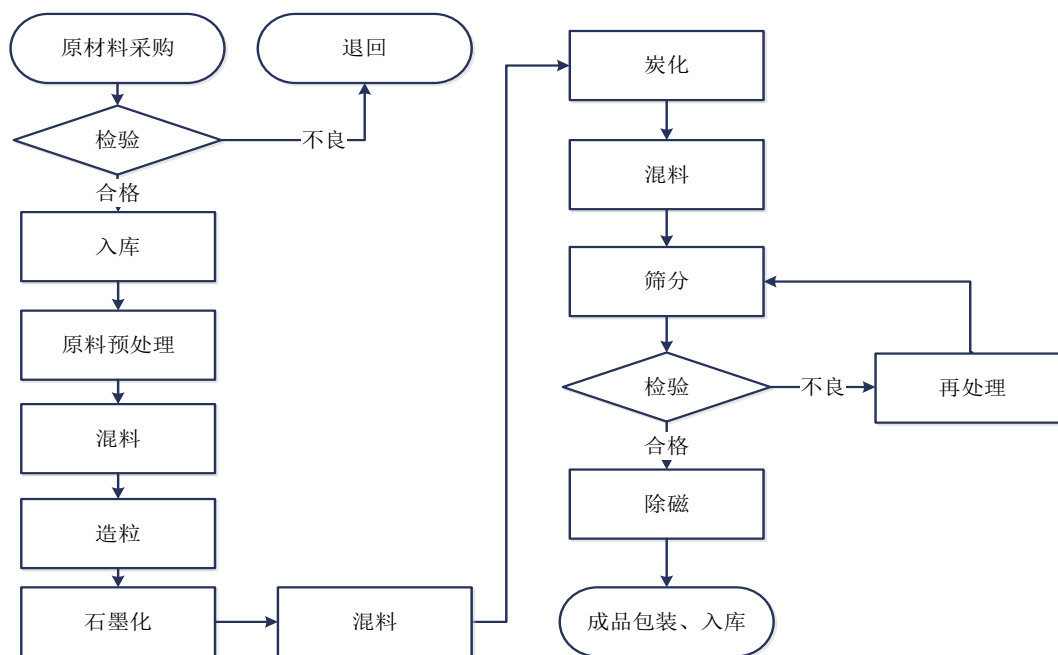 原材料采购
退回
检验
不良
合格
入库
原料预处理
混料
造粒
石墨化
混料
炭化
混料
筛分
检验
不良
再处理
合格
除磁
成品包装、入库